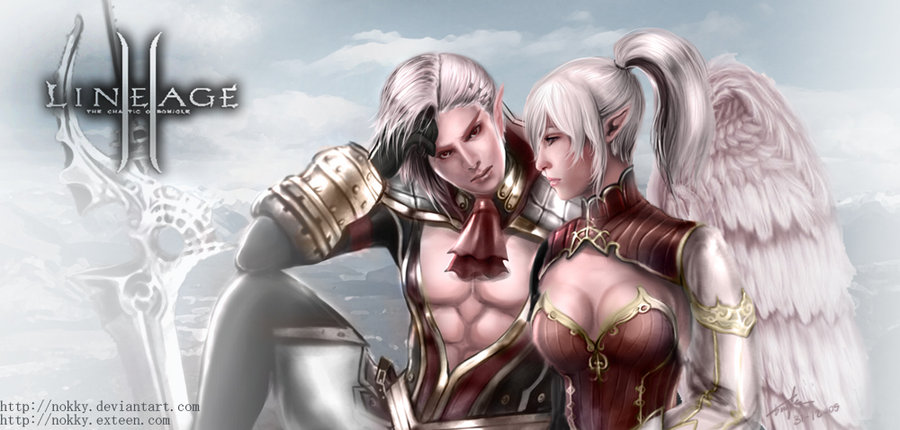 LINEAGE
II
THE CHAOTIC CHRONICLE
http://nokky.deviantart.com
http://nokky.exteen.com